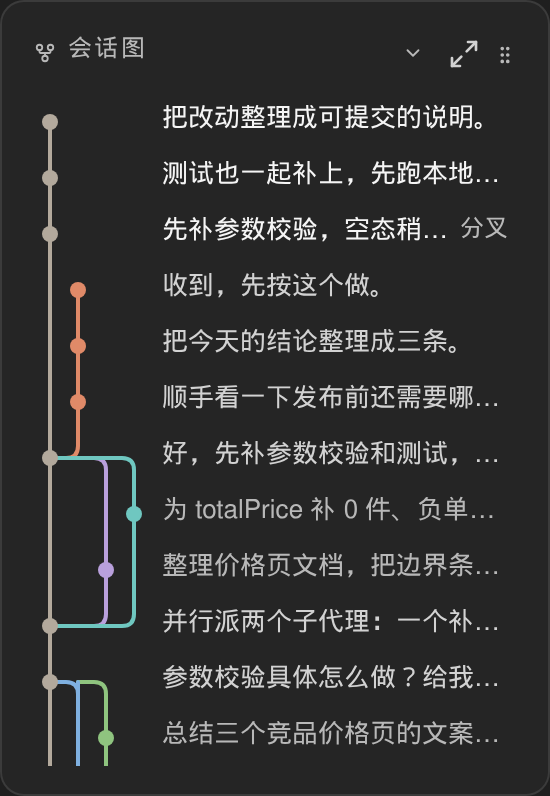 会话图
把改动整理成可提交的说明。
测试也一起补上，先跑本地…
先补参数校验，空态稍… 分叉
收到，先按这个做。
把今天的结论整理成三条。
顺手看一下发布前还需要哪…
好，先补参数校验和测试，…
为 totalPrice 补 0 件、负单…
整理价格页文档，把边界条…
并行派两个子代理：一个补…
参数校验具体怎么做？给我…
总结三个竞品价格页的文案…